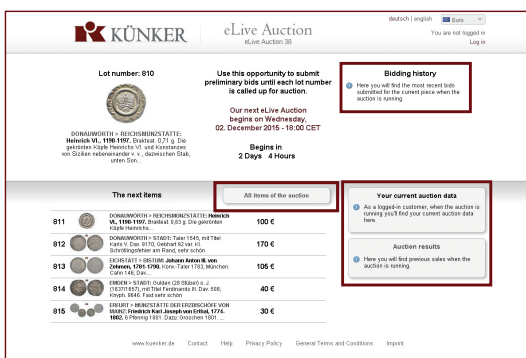 deutsch | english
Euro
KÜNKER
eLive Auction
eLive Auction 38
You are not logged in
Log in
Lot number: 810
DONAUWÖRTH > REICHSMÜNZSTÄTTE:
Heinrich VI., 1190-1197. Brakteat. 0,71 g. Die
gekrönten Köpfe Heinrichs VI. und Konstanzes
von Sizilien nebeneinander v. v., dazwischen Stab,
unten Son...
Use this opportunity to submit
preliminary bids until each lot number
is called up for auction.
Our next eLive Auction
begins on Wednesday,
02. December 2015 - 18:00 CET
Begins in
2 Days 4 Hours
Bidding history
Here you will find the most recent bids
submitted for the current piece when the
auction is running.
The next items
All items of the auction
811
DONAUWÖRTH > REICHSMÜNZSTÄTTE: Heinrich
VI., 1190-1197. Brakteat. 0,83 g. Die gekrönten
Köpfe Heinrichs...
100 €
812
DONAUWÖRTH > STADT: Taler 1545, mit Titel
Karls V. Dav. 9170; Gebhart 92 var. Kl.
Schrötlingsfehler am Rand, sehr schön
170 €
813
EICHSTÄTT > BISTUM: Johann Anton III. von
Zehmen, 1781-1790. Konv.-Taler 1783, München.
Cahn 146; Dav....
105 €
814
EMDEN > STADT: Gulden (28 Stüber) o. J.
(1637/1657), mit Titel Ferdinands III. Dav. 508;
Knyph. 9646. Fast sehr schön
40 €
815
ERFURT > MÜNZSTÄTTE DER ERZBISCHÖFE VON
MAINZ: Friedrich Karl Joseph von Erthal, 1774-
1802. 6 Pfennig 1801. Dazu: Groschen 1801. ...
30 €
Your current auction data
As a logged-in customer, when the auction is
running you'll find your current auction data
here.
Auction results
Here you will find previous sales when the
auction is running.
www.kuenker.de Contact Help Privacy Policy General Terms and Conditions Imprint